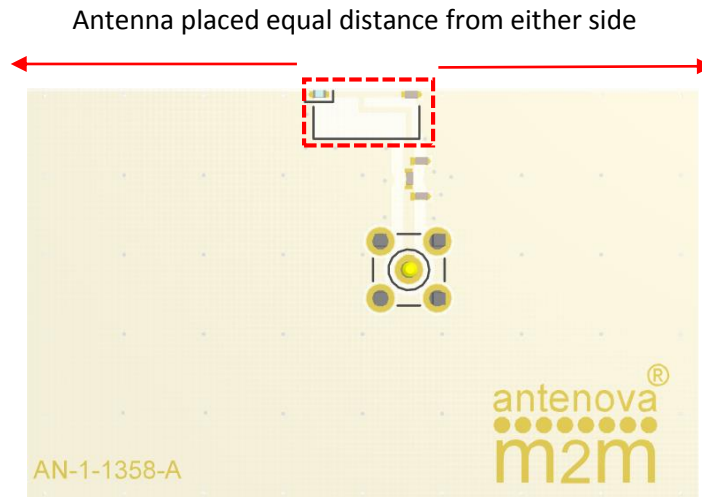 Antenna placed equal distance from either side
antenova®
m2m
AN-1-1358-A